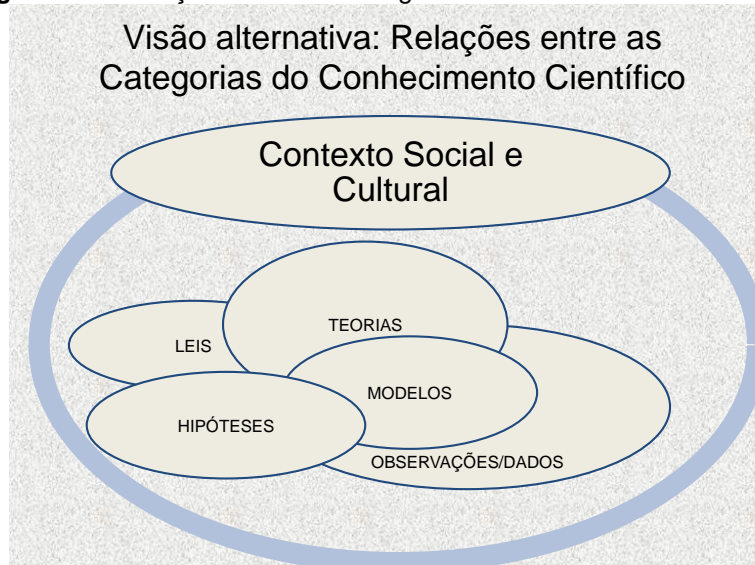 Visão alternativa: Relações entre as
Categorias do Conhecimento Científico
Contexto Social e
Cultural
TEORIAS
LEIS
MODELOS
HIPÓTESES
OBSERVAÇÕES/DADOS